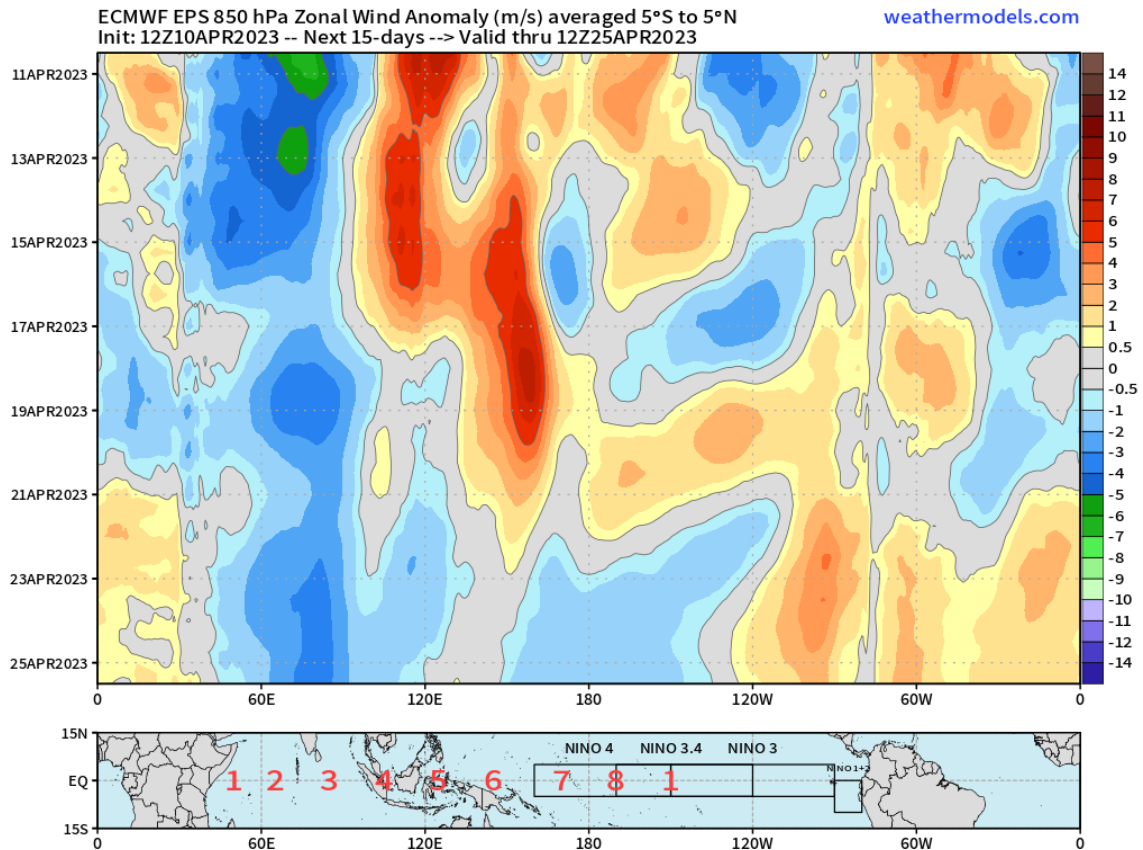 ECMWF EPS 850 hPa Zonal Wind Anomaly (m/s) averaged 5°S to 5°N
weathermodels.com
Init: 12Z10APR2023 -- Next 15-days --> Valid thru 12Z25APR2023
11APR2023
13APR2023
15APR2023
17APR2023
19APR2023
21APR2023
23APR2023
25APR2023
14
12
11
10
9
8
7
6
5
4
3
2
1
0.5
0
-0.5
-1
-2
-3
-4
-5
-6
-7
-8
-9
-10
-11
-12
-14
0 60E 120E 180 120W 60W 0
15N
EQ
15S
NINO 4 NINO 3.4 NINO 3
NINO 1+2
1 2 3 4 5 6 7 8 1
0 60E 120E 180 120W 60W 0